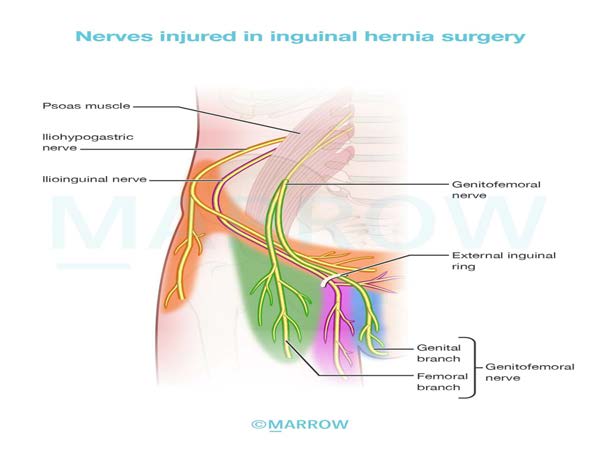 Nerves injured in inguinal hernia surgery
Psoas muscle
Iliohypogastric
nerve
Ilioinguinal nerve
Genitofemoral
nerve
External inguinal
ring
Genital
branch
Femoral
branch
Genitofemoral
nerve
MARROW
©MARROW